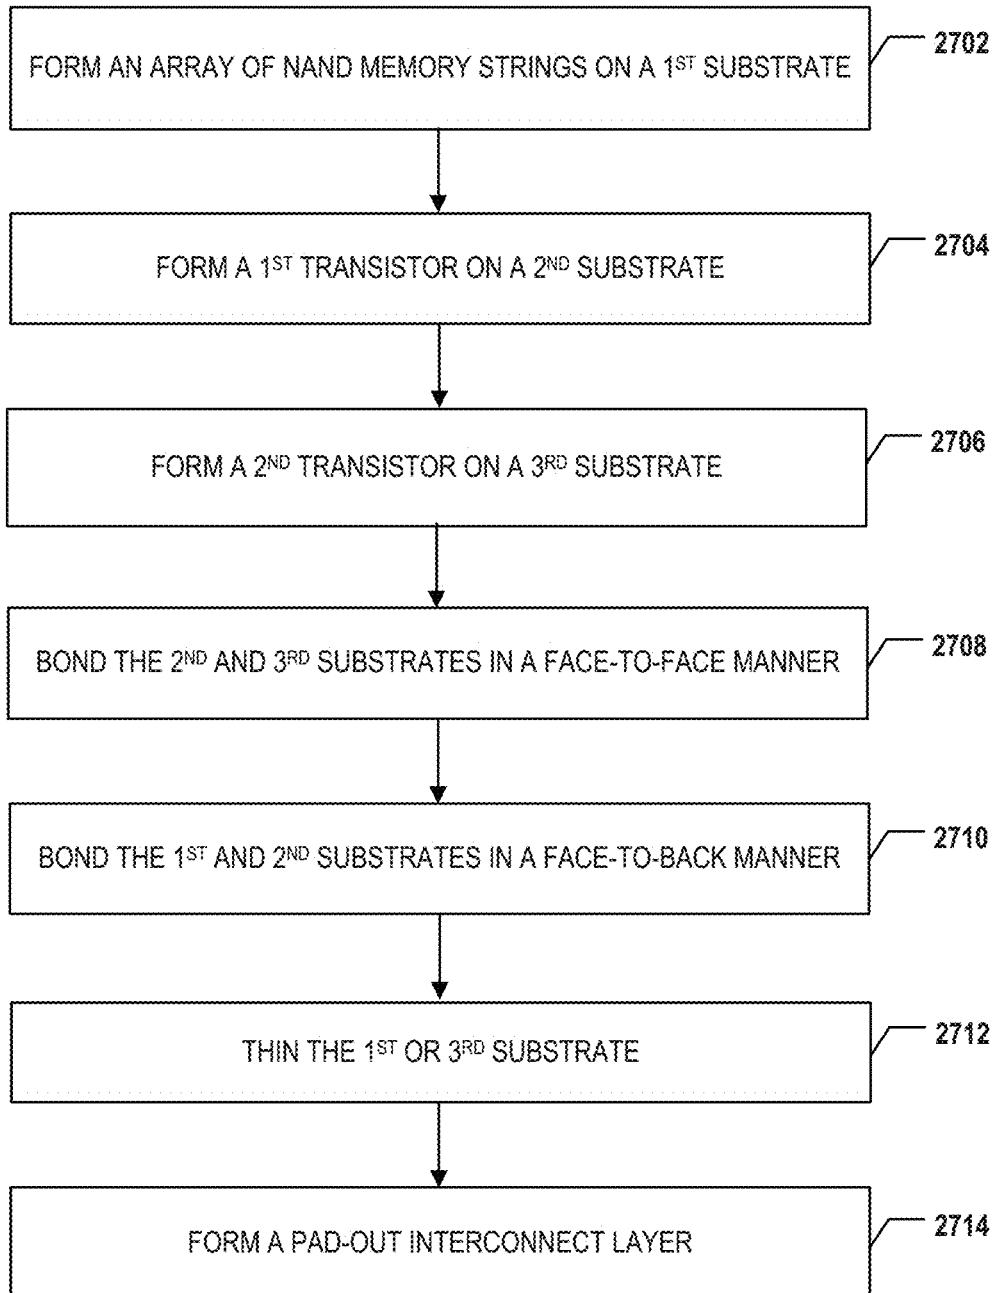 FORM AN ARRAY OF NAND MEMORY STRINGS ON A 1ST SUBSTRATE
2702
FORM A 1ST TRANSISTOR ON A 2ND SUBSTRATE
2704
FORM A 2ND TRANSISTOR ON A 3RD SUBSTRATE
2706
BOND THE 2ND AND 3RD SUBSTRATES IN A FACE-TO-FACE MANNER
2708
BOND THE 1ST AND 2ND SUBSTRATES IN A FACE-TO-BACK MANNER
2710
THIN THE 1ST OR 3RD SUBSTRATE
2712
FORM A PAD-OUT INTERCONNECT LAYER
2714